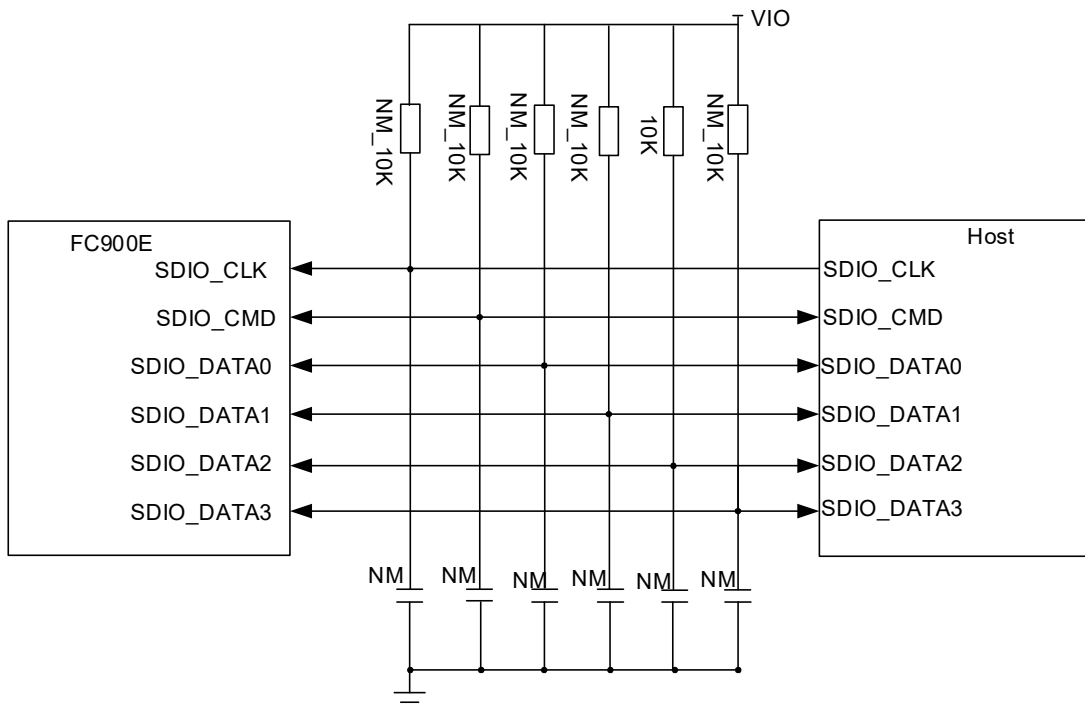 VIO
NM_10K
NM_10K
NM_10K
NM_10K
10K
NM_10K
FC900E
Host
SDIO_CLK
SDIO_CLK
SDIO_CMD
SDIO_CMD
SDIO_DATA0
SDIO_DATA0
SDIO_DATA1
SDIO_DATA1
SDIO_DATA2
SDIO_DATA2
SDIO_DATA3
SDIO_DATA3
NM
NM
NM
NM
NM
NM